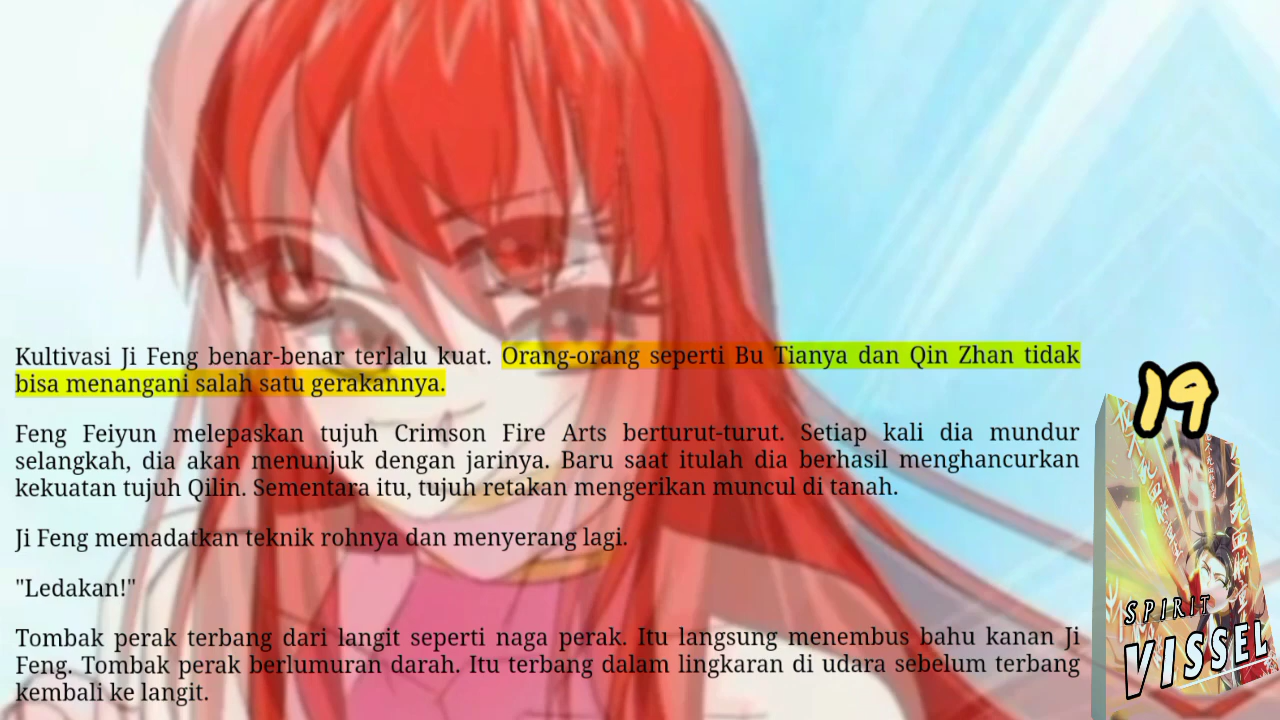 Kultivasi Ji Feng benar-benar terlalu kuat. Orang-orang seperti Bu Tianya dan Qin Zhan tidak
bisa menangani salah satu gerakannya.
Feng Feiyun melepaskan tujuh Crimson Fire Arts berturut-turut. Setiap kali dia mundur
selangkah, dia akan menunjuk dengan jarinya. Baru saat itulah dia berhasil menghancurkan
kekuatan tujuh Qilin. Sementara itu, tujuh retakan mengerikan muncul di tanah.
Ji Feng memadatkan teknik rohnya dan menyerang lagi.
"Ledakan!"
Tombak perak terbang dari langit seperti naga perak. Itu langsung menembus bahu kanan Ji
Feng. Tombak perak berlumuran darah. Itu terbang dalam lingkaran di udara sebelum terbang
kembali ke langit.
19
SPIRIT
VISSEL